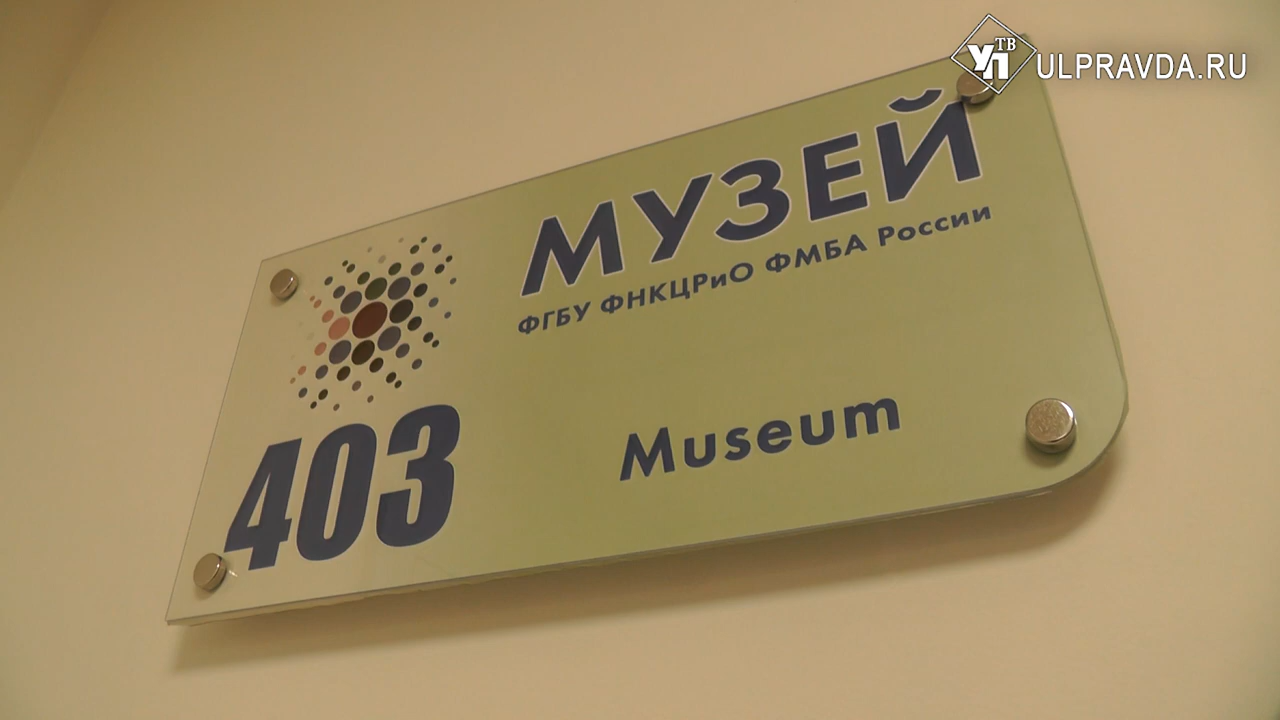 УП ТВ
ULPRAVDA.RU
МУЗЕЙ
ФГБУ ФНКЦРиО ФМБА России
403
Museum